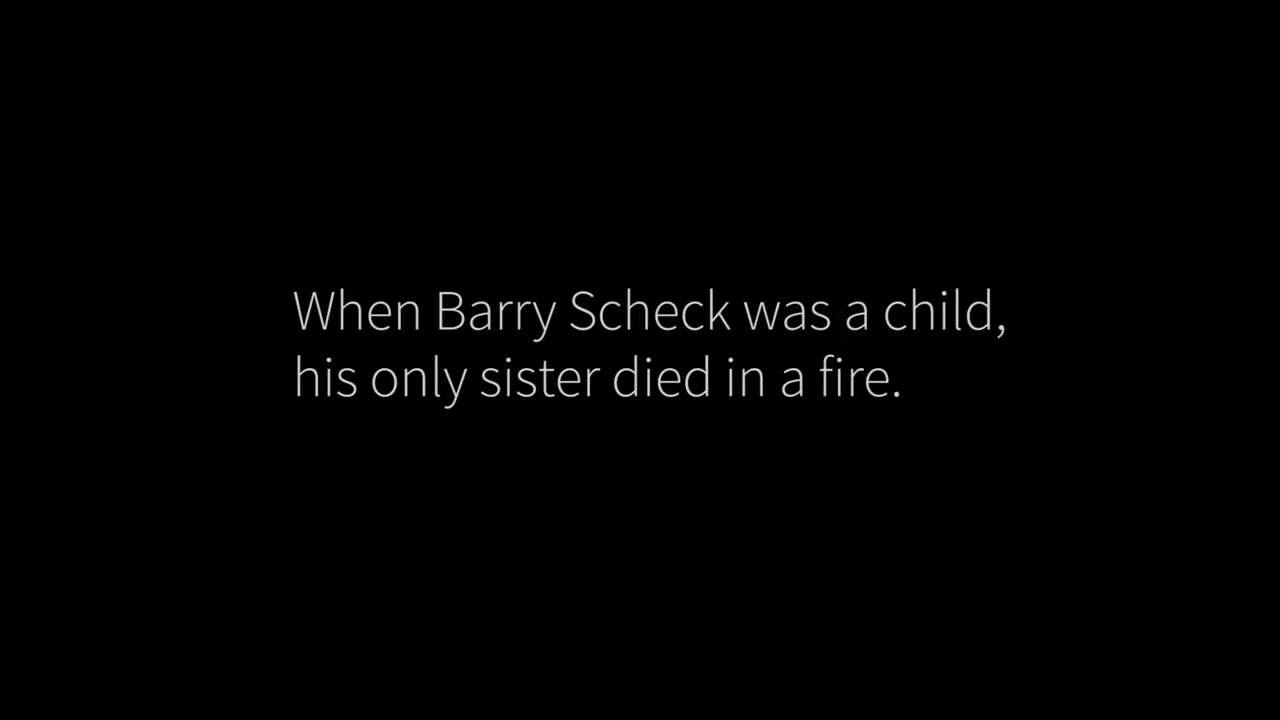 When Barry Scheck was a child,
his only sister died in a fire.